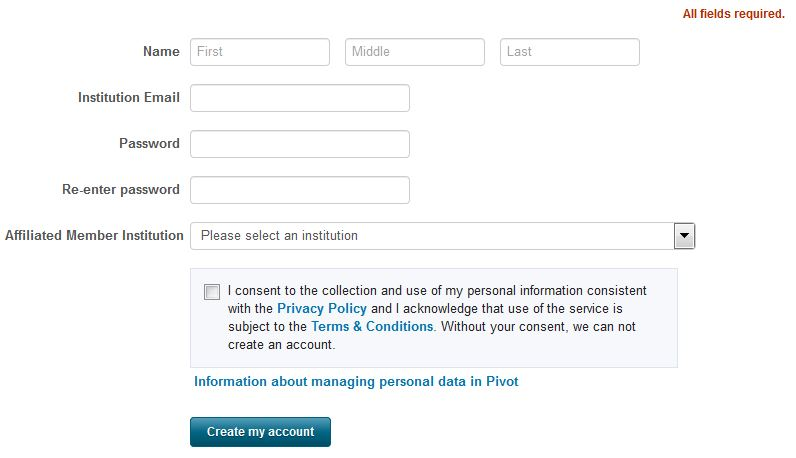 All fields required.
Name First Middle Last
Institution Email
Password
Re-enter password
Affiliated Member Institution Please select an institution
I consent to the collection and use of my personal information consistent
with the Privacy Policy and I acknowledge that use of the service is
subject to the Terms & Conditions. Without your consent, we can not
create an account.
Information about managing personal data in Pivot
Create my account